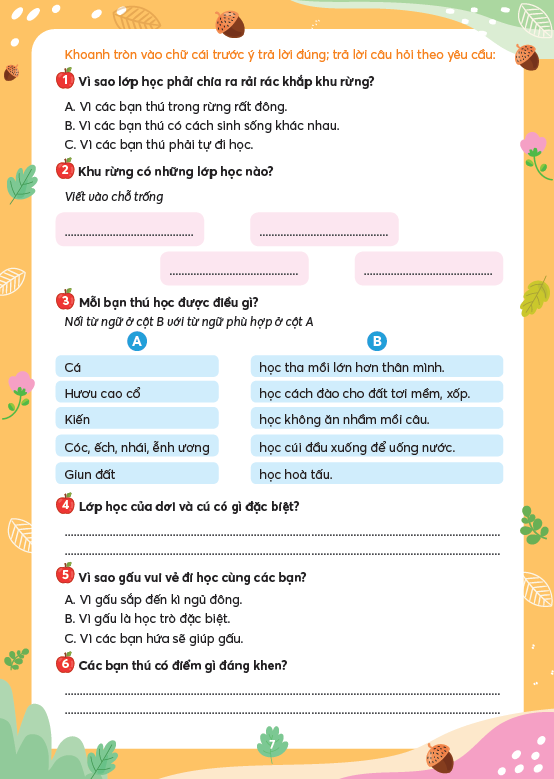 Khoanh tròn vào chữ cái trước ý trả lời đúng; trả lời câu hỏi theo yêu cầu:
1 Vì sao lớp học phải chia ra rải rác khắp khu rừng?
A. Vì các bạn thú trong rừng rất đông.
B. Vì các bạn thú có cách sinh sống khác nhau.
C. Vì các bạn thú phải tự đi học.
2 Khu rừng có những lớp học nào?
Viết vào chỗ trống
3 Mỗi bạn thú học được điều gì?
Nối từ ngữ ở cột B với từ ngữ phù hợp ở cột A
A B
Cá học tha mồi lớn hơn thân mình.
Hươu cao cổ học cách đào cho đất tơi mềm, xốp.
Kiến học không ăn nhầm mồi câu.
Cóc, ếch, nhái, ễnh ương học cúi đầu xuống để uống nước.
Giun đất học hoà tấu.
4 Lớp học của dơi và cú có gì đặc biệt?
5 Vì sao gấu vui vẻ đi học cùng các bạn?
A. Vì gấu sắp đến kì ngủ đông.
B. Vì gấu là học trò đặc biệt.
C. Vì các bạn hứa sẽ giúp gấu.
6 Các bạn thú có điểm gì đáng khen?
7